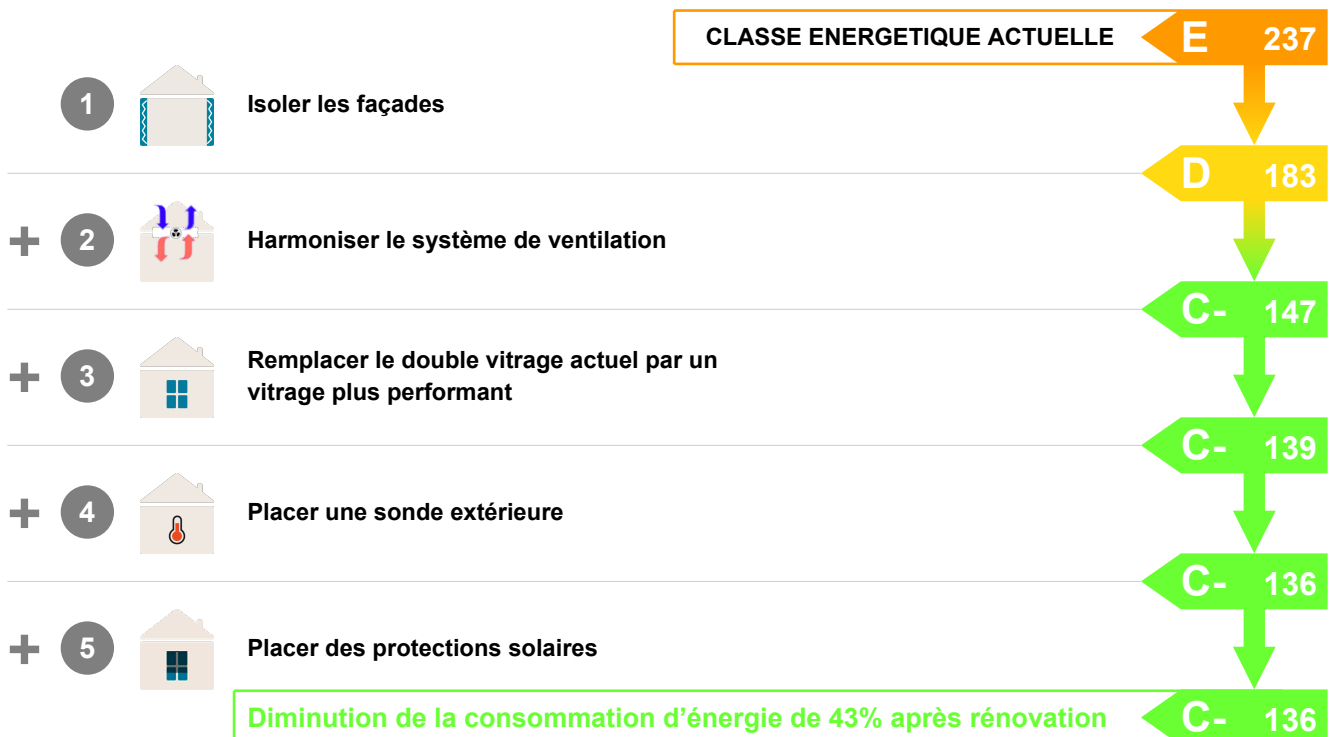 CLASSE ENERGETIQUE ACTUELLE E 237
1 Isoler les façades
D 183
+ 2 Harmoniser le système de ventilation
C- 147
+ 3 Remplacer le double vitrage actuel par un
vitrage plus performant
C- 139
+ 4 Placer une sonde extérieure
C- 136
+ 5 Placer des protections solaires
Diminution de la consommation d’énergie de 43% après rénovation C- 136